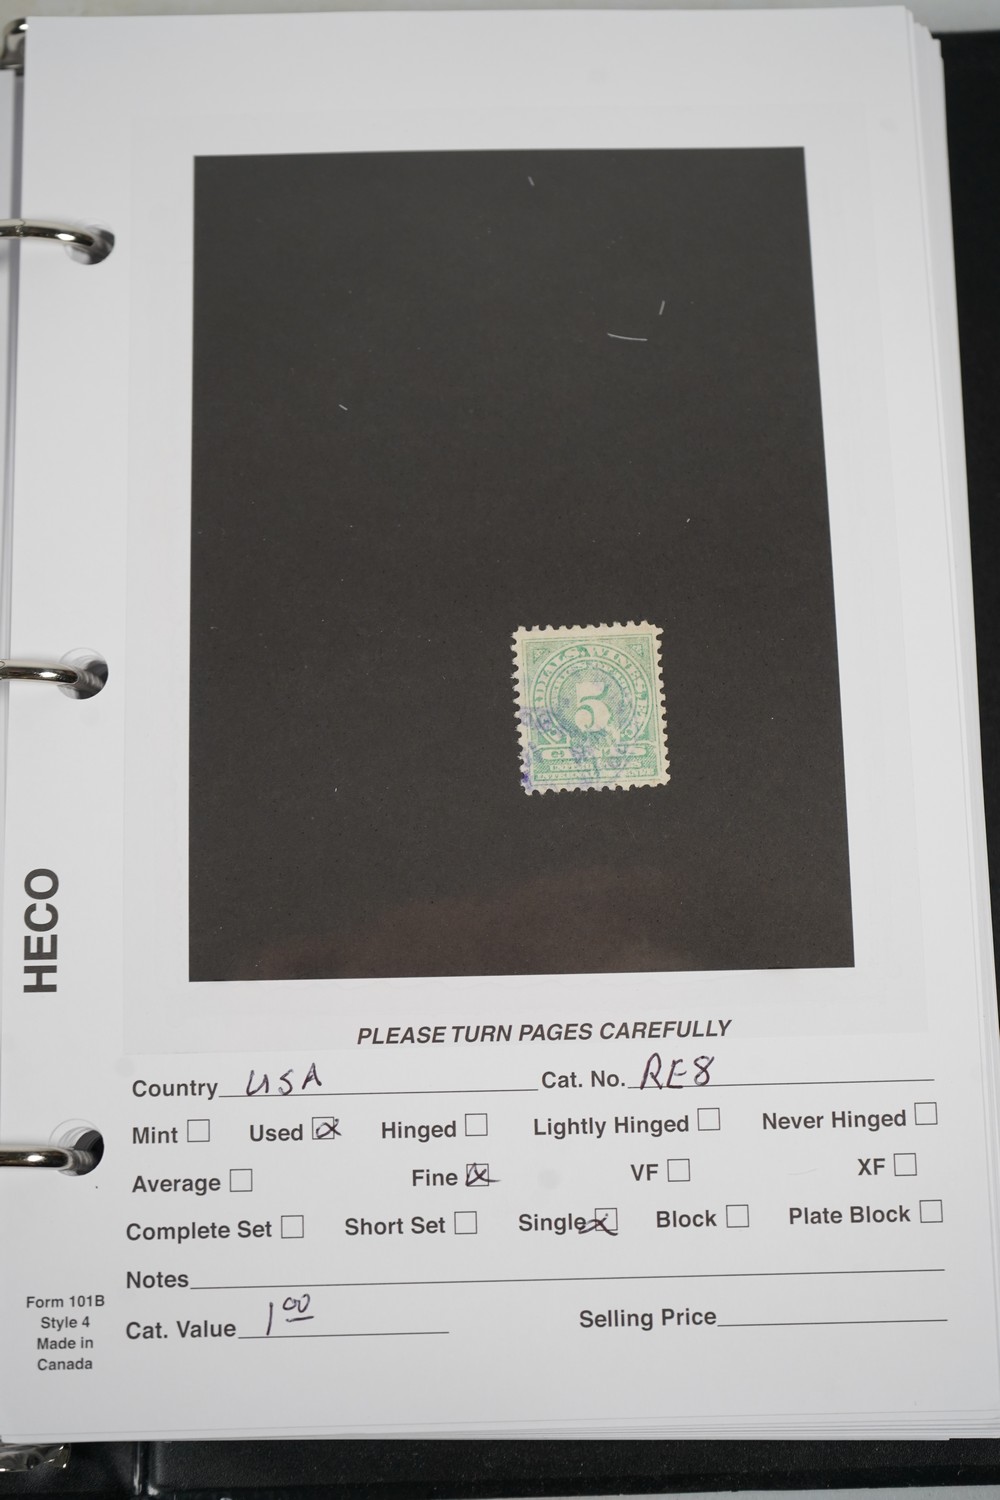 5
CENTS
HECO
PLEASE TURN PAGES CAREFULLY
Country USA Cat. No. RE8
Mint Used Hinged Lightly Hinged Never Hinged
Average Fine VF XF
Complete Set Short Set Single Block Plate Block
Notes
Cat. Value 1 00 Selling Price
Form 101B
Style 4
Made in
Canada